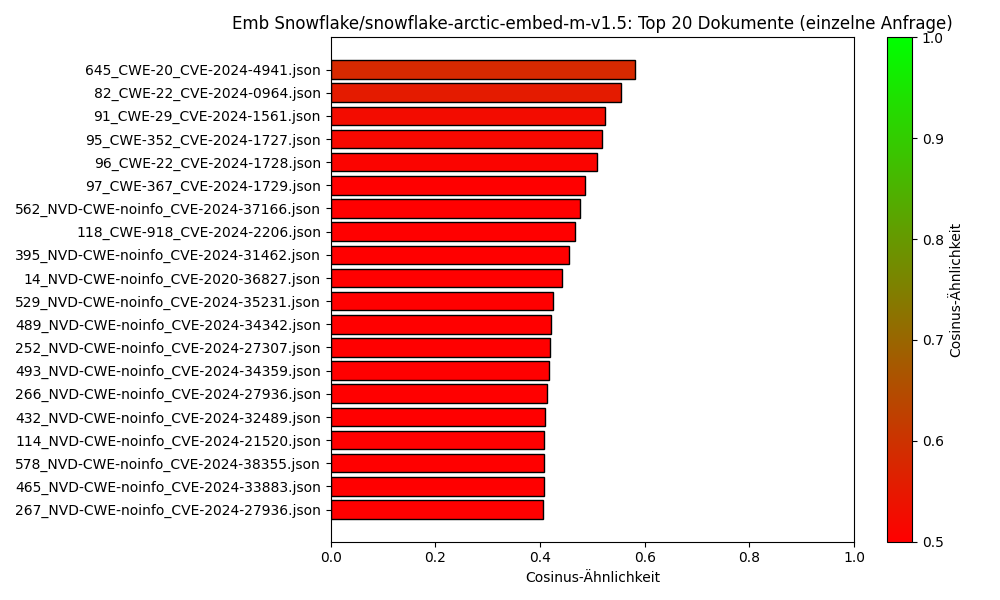 Emb Snowflake/snowflake-arctic-embed-m-v1.5: Top 20 Dokumente (einzelne Anfrage)
645_CWE-20_CVE-2024-4941.json
82_CWE-22_CVE-2024-0964.json
91_CWE-29_CVE-2024-1561.json
95_CWE-352_CVE-2024-1727.json
96_CWE-22_CVE-2024-1728.json
97_CWE-367_CVE-2024-1729.json
562_NVD-CWE-noinfo_CVE-2024-37166.json
118_CWE-918_CVE-2024-2206.json
395_NVD-CWE-noinfo_CVE-2024-31462.json
14_NVD-CWE-noinfo_CVE-2020-36827.json
529_NVD-CWE-noinfo_CVE-2024-35231.json
489_NVD-CWE-noinfo_CVE-2024-34342.json
252_NVD-CWE-noinfo_CVE-2024-27307.json
493_NVD-CWE-noinfo_CVE-2024-34359.json
266_NVD-CWE-noinfo_CVE-2024-27936.json
432_NVD-CWE-noinfo_CVE-2024-32489.json
114_NVD-CWE-noinfo_CVE-2024-21520.json
578_NVD-CWE-noinfo_CVE-2024-38355.json
465_NVD-CWE-noinfo_CVE-2024-33883.json
267_NVD-CWE-noinfo_CVE-2024-27936.json
0.0 0.2 0.4 0.6 0.8 1.0
Cosinus-Ähnlichkeit
1.0
0.9
0.8
0.7
0.6
0.5
Cosinus-Ähnlichkeit